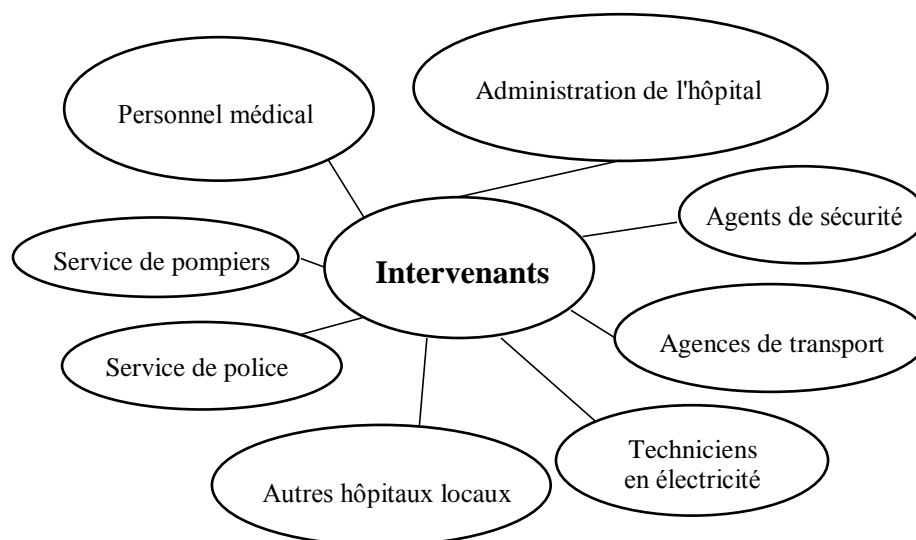 Administration de l'hôpital
Personnel médical
Agents de sécurité
Service de pompiers
Intervenants
Agences de transport
Service de police
Techniciens
en électricité
Autres hôpitaux locaux